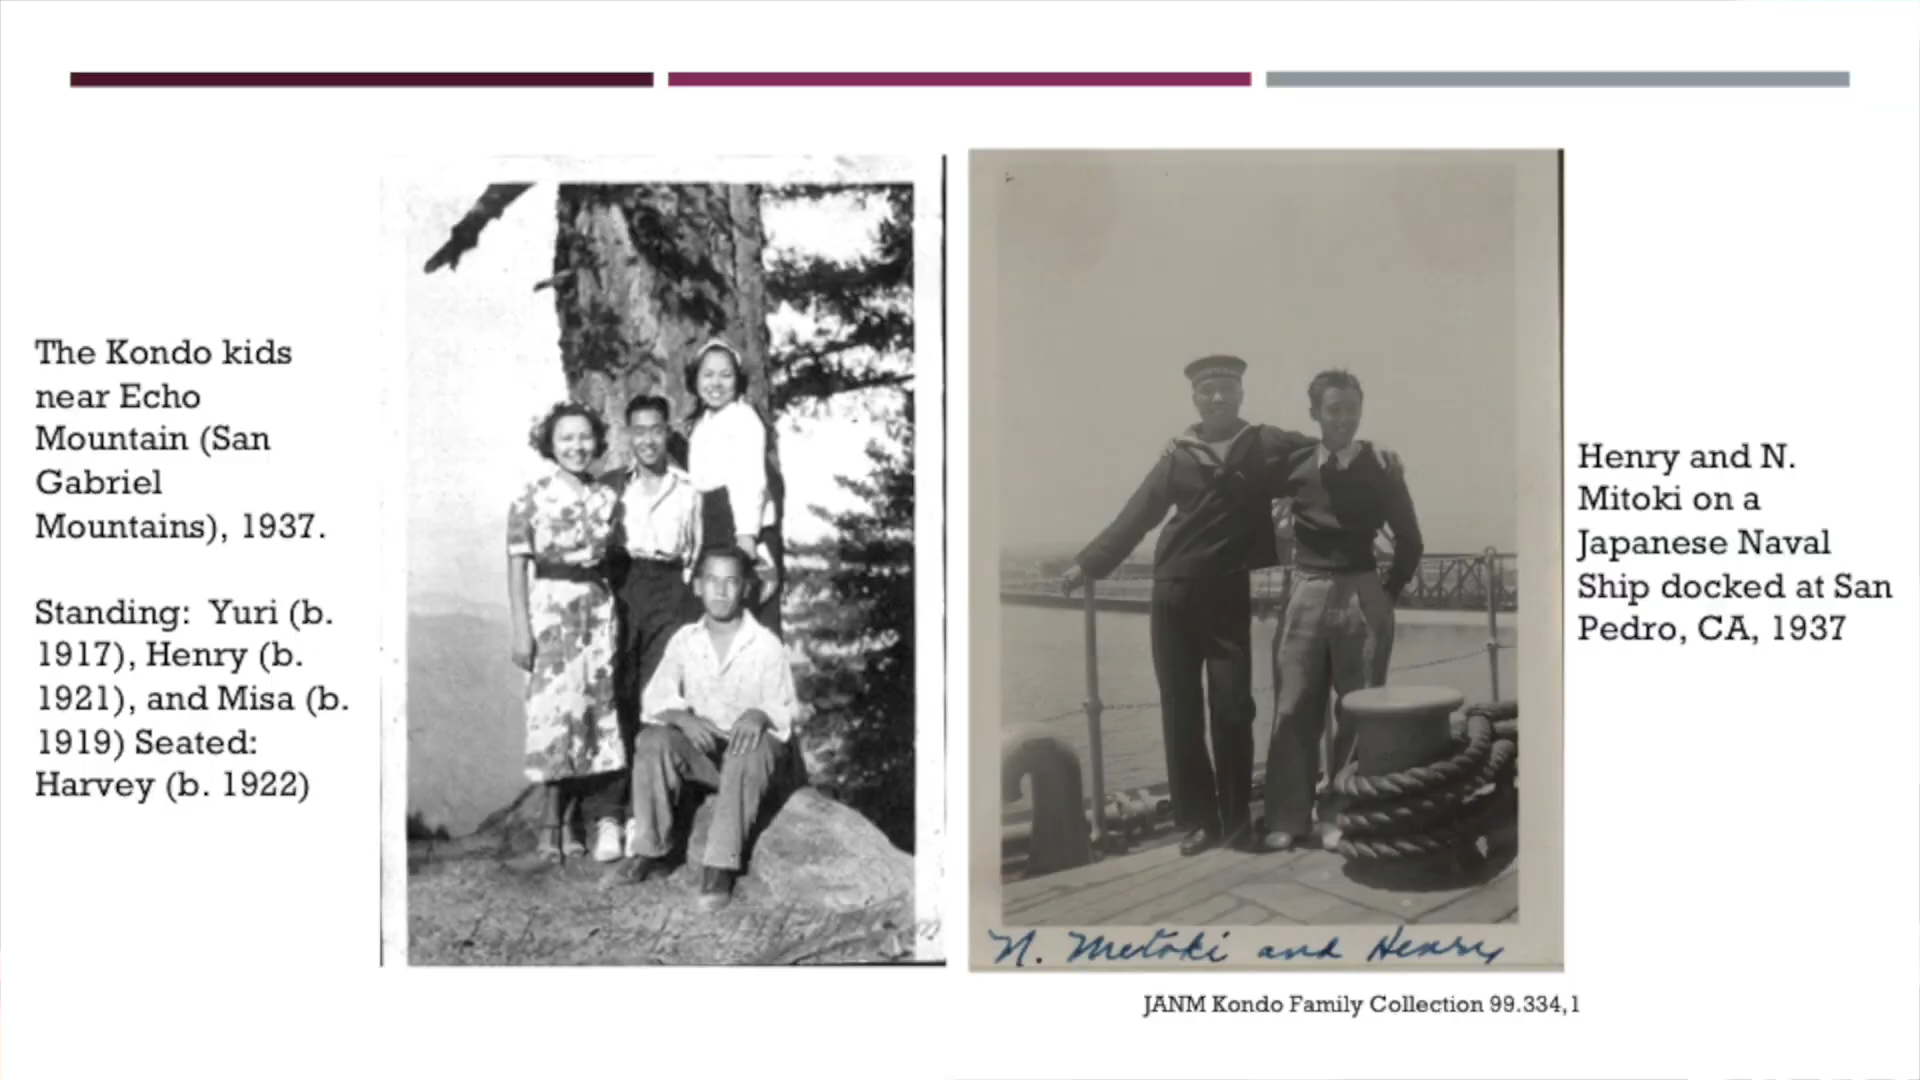 The Kondo kids
near Echo
Mountain (San
Gabriel
Mountains), 1937.
Standing: Yuri (b.
1917), Henry (b.
1921), and Misa (b.
1919) Seated:
Harvey (b. 1922)
N. Metoki and Henry
Henry and N.
Mitoki on a
Japanese Naval
Ship docked at San
Pedro, CA, 1937
JANM Kondo Family Collection 99.334,1